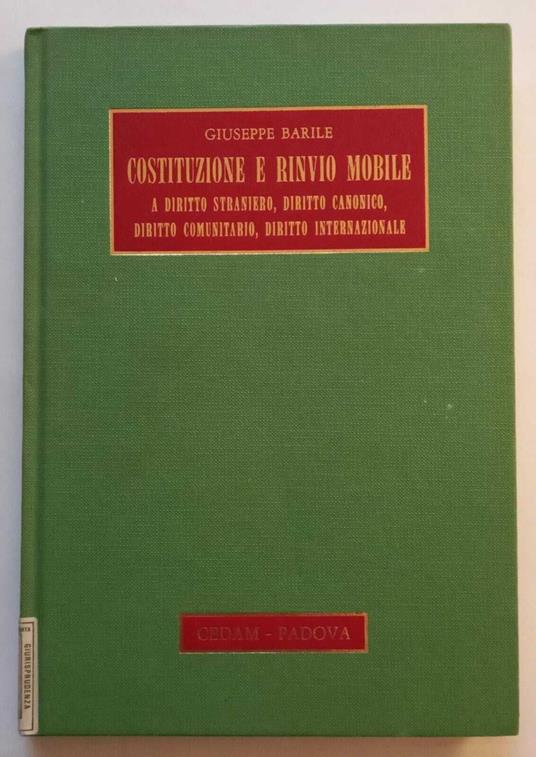 GIUSEPPE BARILE
COSTITUZIONE E RINVIO MOBILE
A DIRITTO STRANIERO, DIRITTO CANONICO,
DIRITTO COMUNITARIO, DIRITTO INTERNAZIONALE
CEDAM - PADOVA
GIURISPRUDENZA